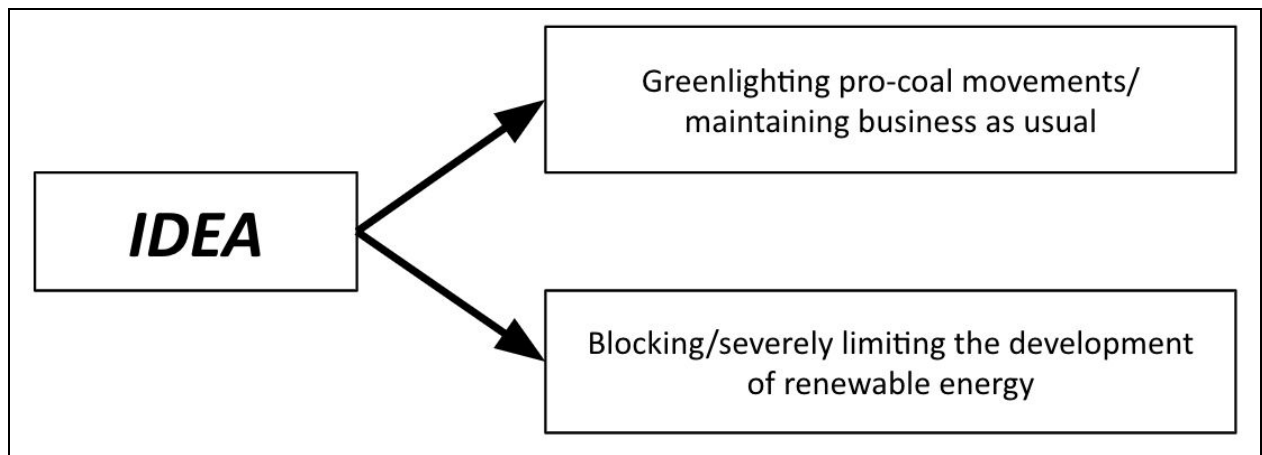 Greenlighting pro-coal movements/
maintaining business as usual
IDEA
Blocking/severely limiting the development
of renewable energy